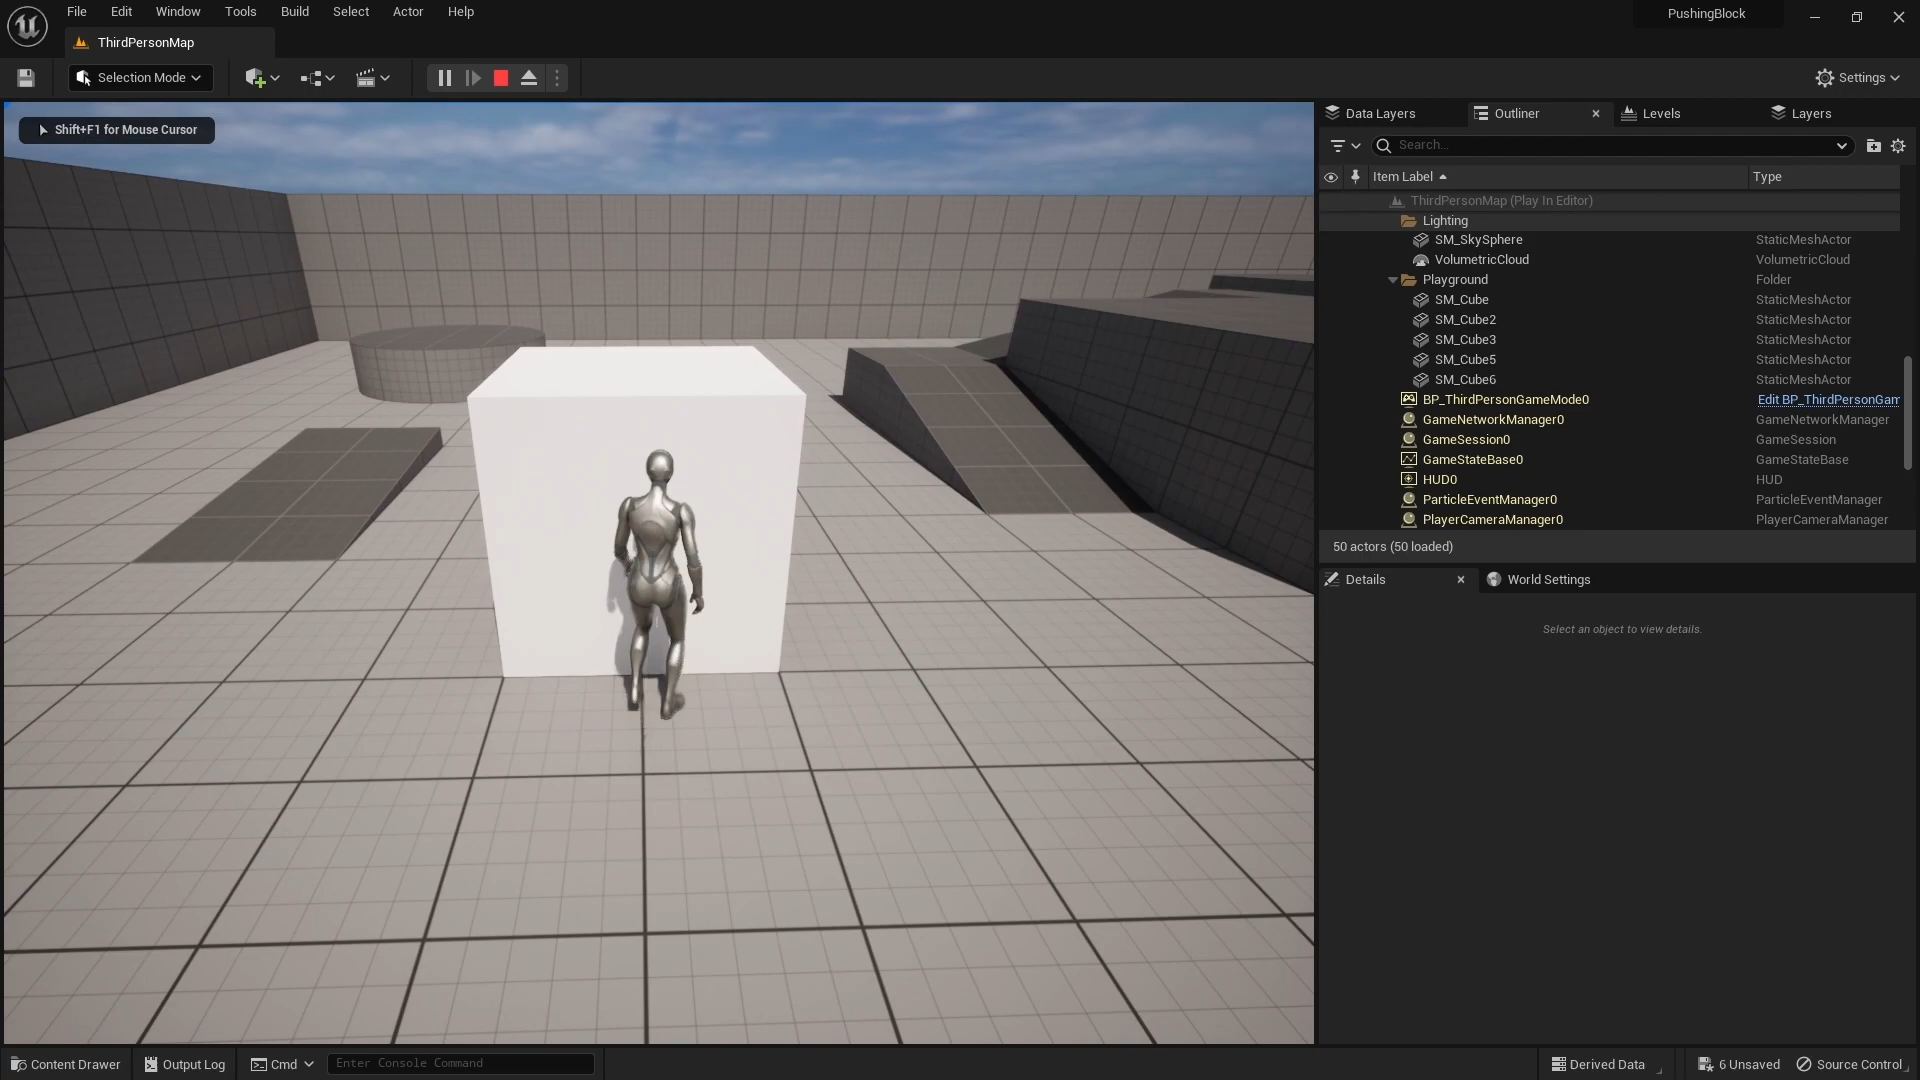 File Edit Window Tools Build Select Actor Help
PushingBlock
ThirdPersonMap
Selection Mode
Settings
Shift+F1 for Mouse Cursor
Data Layers
Outliner
Levels
Layers
Search...
Item Label
Type
ThirdPersonMap (Play In Editor)
Lighting
SM_SkySphere StaticMeshActor
VolumetricCloud VolumetricCloud
Playground Folder
SM_Cube StaticMeshActor
SM_Cube2 StaticMeshActor
SM_Cube3 StaticMeshActor
SM_Cube5 StaticMeshActor
SM_Cube6 StaticMeshActor
BP_ThirdPersonGameMode0 Edit BP_ThirdPersonGam
GameNetworkManager0 GameNetworkManager
GameSession0 GameSession
GameStateBase0 GameStateBase
HUD0 HUD
ParticleEventManager0 ParticleEventManager
PlayerCameraManager0 PlayerCameraManager
50 actors (50 loaded)
Details
World Settings
Select an object to view details.
Content Drawer
Output Log
Cmd
Enter Console Command
Derived Data
6 Unsaved
Source Control